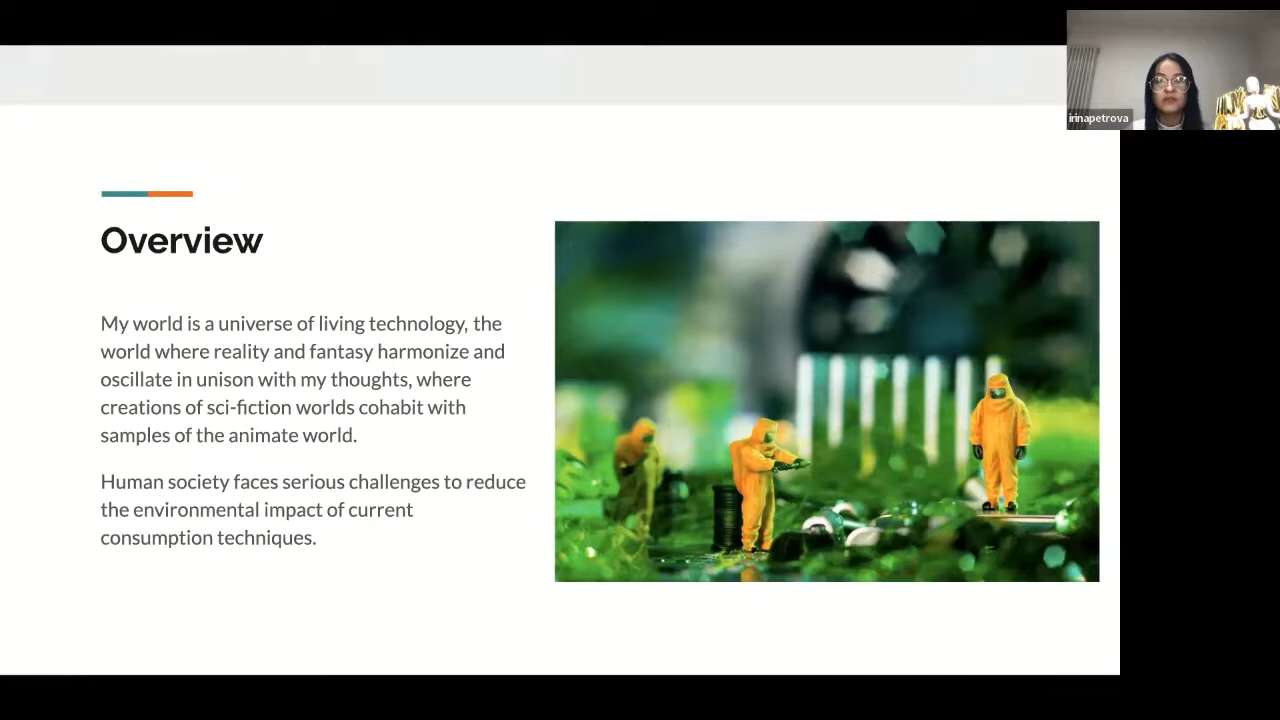 irinapetrova
Overview
My world is a universe of living technology, the
world where reality and fantasy harmonize and
oscillate in unison with my thoughts, where
creations of sci-fiction worlds cohabit with
samples of the animate world.
Human society faces serious challenges to reduce
the environmental impact of current
consumption techniques.